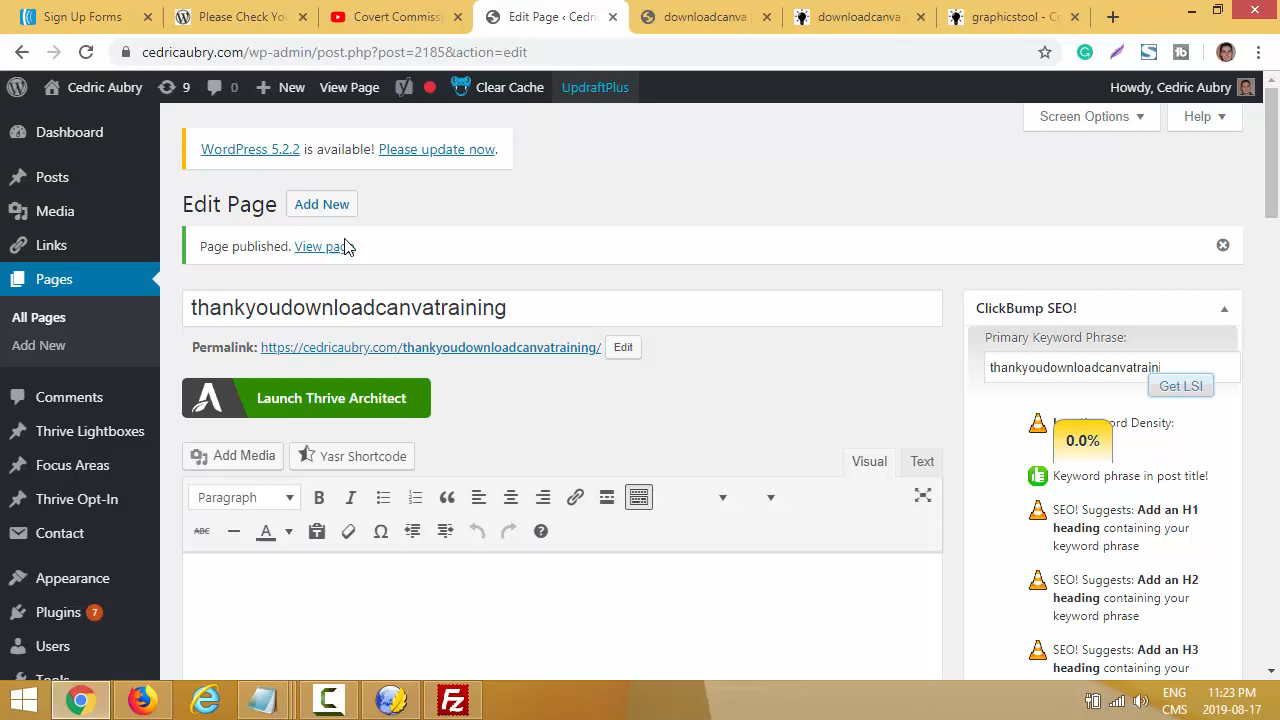 Sign Up Forms
Please Check You
Covert Commissi
Edit Page ‹ Cedri
downloadcanva |
downloadcanva -
graphicstool - Ca
cedricaubry.com/wp-admin/post.php?post=2185&action=edit
Cedric Aubry
9
0
New
View Page
Clear Cache
UpdraftPlus
Howdy, Cedric Aubry
Screen Options
Help
Dashboard
Posts
Media
Links
Pages
All Pages
Add New
Comments
Thrive Lightboxes
Focus Areas
Thrive Opt-In
Contact
Appearance
Plugins 7
Users
Tools
WordPress 5.2.2 is available! Please update now.
Edit Page
Add New
Page published. View page
thankyoudownloadcanvatraining
Permalink: https://cedricaubry.com/thankyoudownloadcanvatraining/
Edit
Launch Thrive Architect
Add Media
Yasr Shortcode
Visual
Text
Paragraph
B
I
ABC
A
ClickBump SEO!
Primary Keyword Phrase:
thankyoudownloadcanvatraini
Get LSI
Density:
0.0%
Keyword phrase in post title!
SEO! Suggests: Add an H1
heading containing your
keyword phrase
SEO! Suggests: Add an H2
heading containing your
keyword phrase
SEO! Suggests: Add an H3
heading containing your
ENG
CMS
11:23 PM
2019-08-17